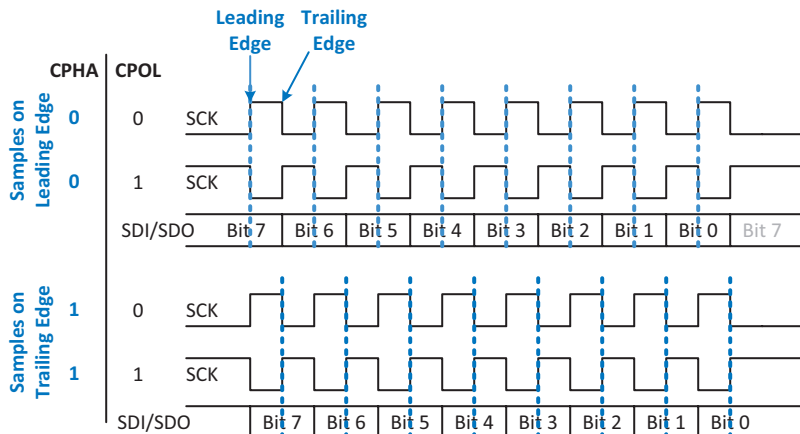 Leading Edge
Trailing Edge
CPHA CPOL
Samples on Leading Edge
0 0 SCK
0 1 SCK
SDI/SDO Bit 7 Bit 6 Bit 5 Bit 4 Bit 3 Bit 2 Bit 1 Bit 0 Bit 7
Samples on Trailing Edge
1 0 SCK
1 1 SCK
SDI/SDO Bit 7 Bit 6 Bit 5 Bit 4 Bit 3 Bit 2 Bit 1 Bit 0